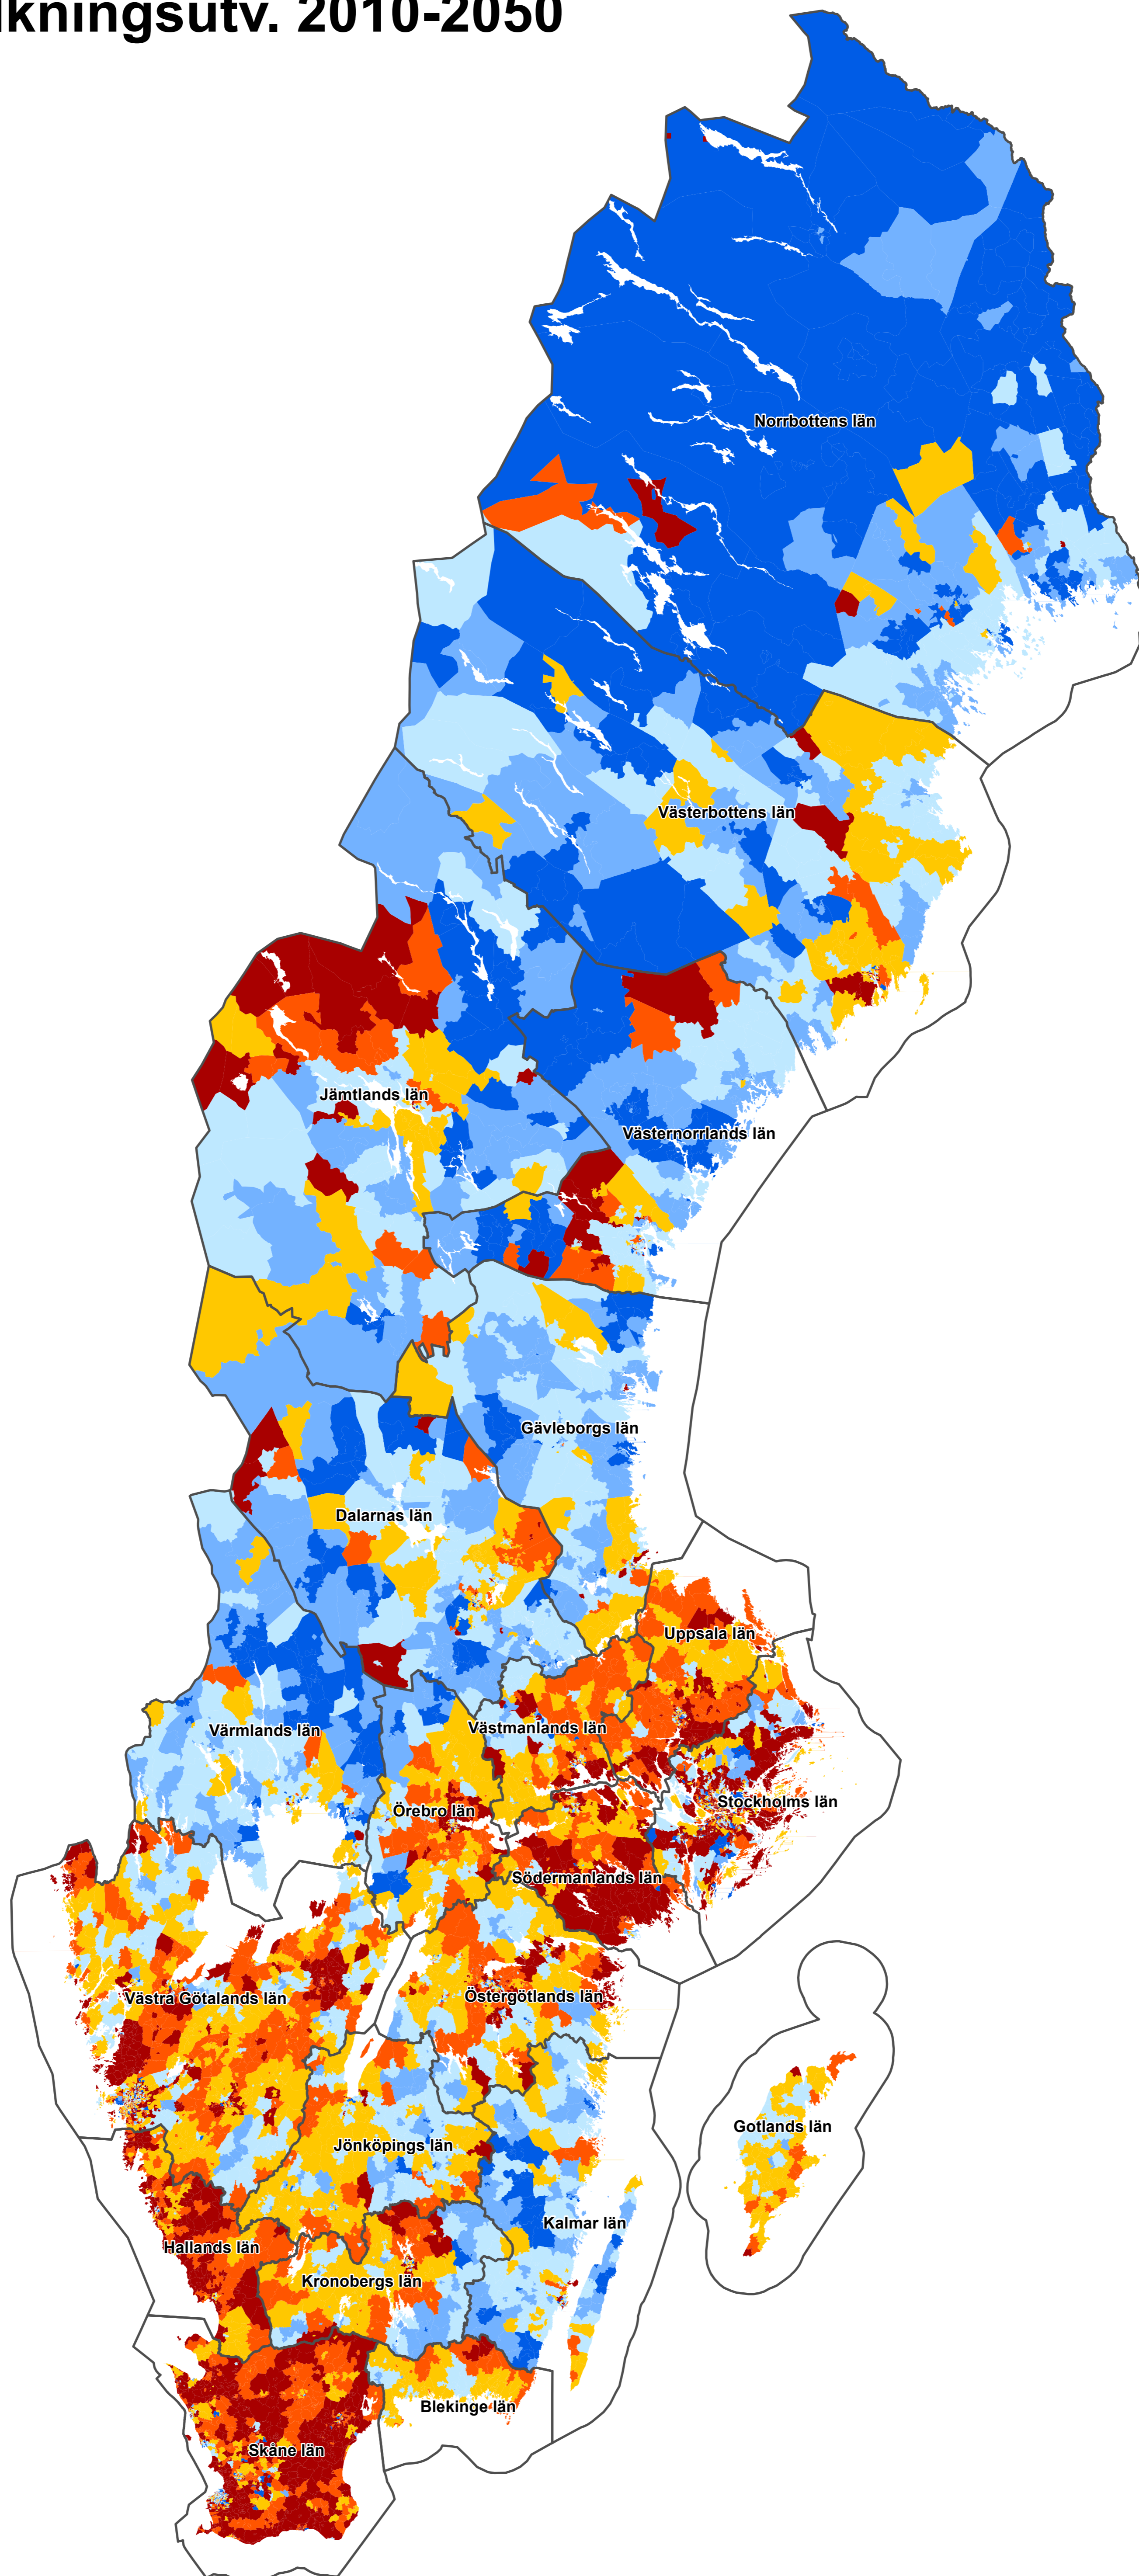 lkningsutv. 2010-2050
Norrbottens län
Västerbottens län
Jämtlands län
Västernorrlands län
Gävleborgs län
Dalarnas län
Uppsala län
Värmlands län
Västmanlands län
Stockholms län
Örebro län
Södermanlands län
Västra Götalands län
Östergötlands län
Gotlands län
Jönköpings län
Kalmar län
Hallands län
Kronobergs län
Blekinge län
Skåne län